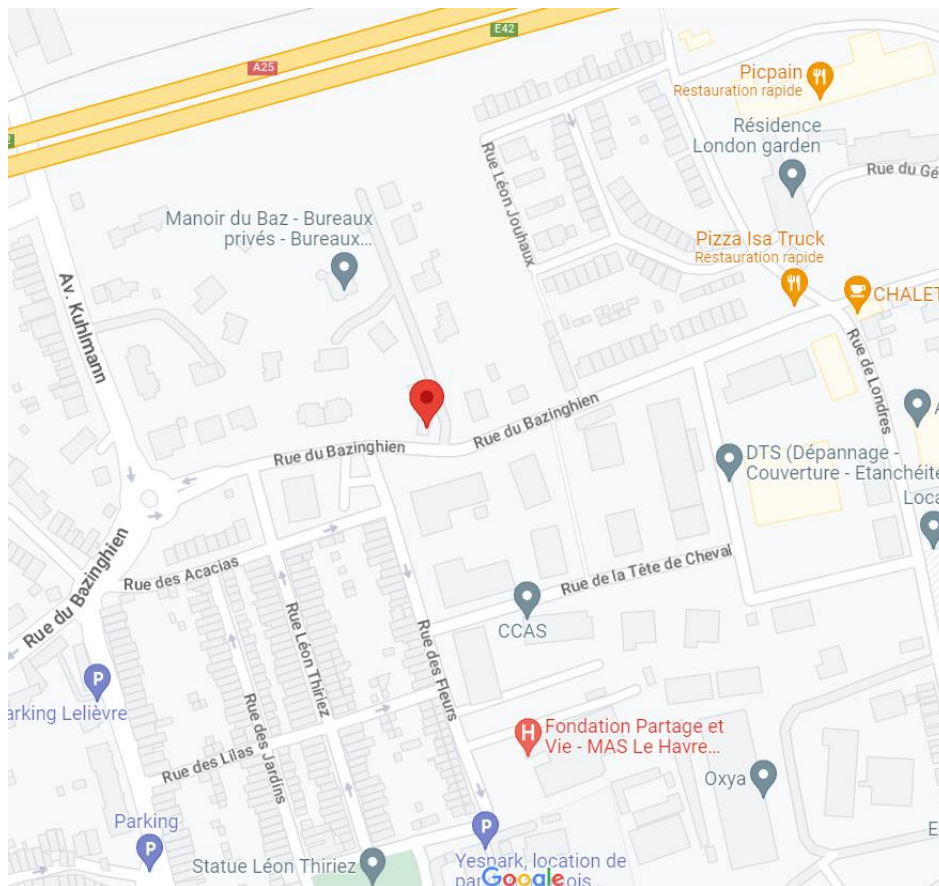 E42
A25
Picpain
Restauration rapide
Résidence
London garden
Rue du Gé
Rue Léon Jouhaux
Manoir du Baz - Bureaux
privés - Bureaux...
Pizza Isa Truck
Restauration rapide
CHALET
Av. Kuhlmann
Rue de Londres
Rue du Bazinghien
Rue du Bazinghien
A
DTS (Dépannage -
Couverture - Etanchéité
Loca
Rue du Bazinghien
Rue des Acacias
Rue de la Tête de Cheval
CCAS
Rue Léon Thiriez
Rue des Fleurs
P
arking Lelièvre
Rue des Jardins
H
Fondation Partage et
Vie - MAS Le Havre...
Rue des Lilas
Oxya
Parking
P
P
E
Statue Léon Thiriez
Yespark, location de
Google